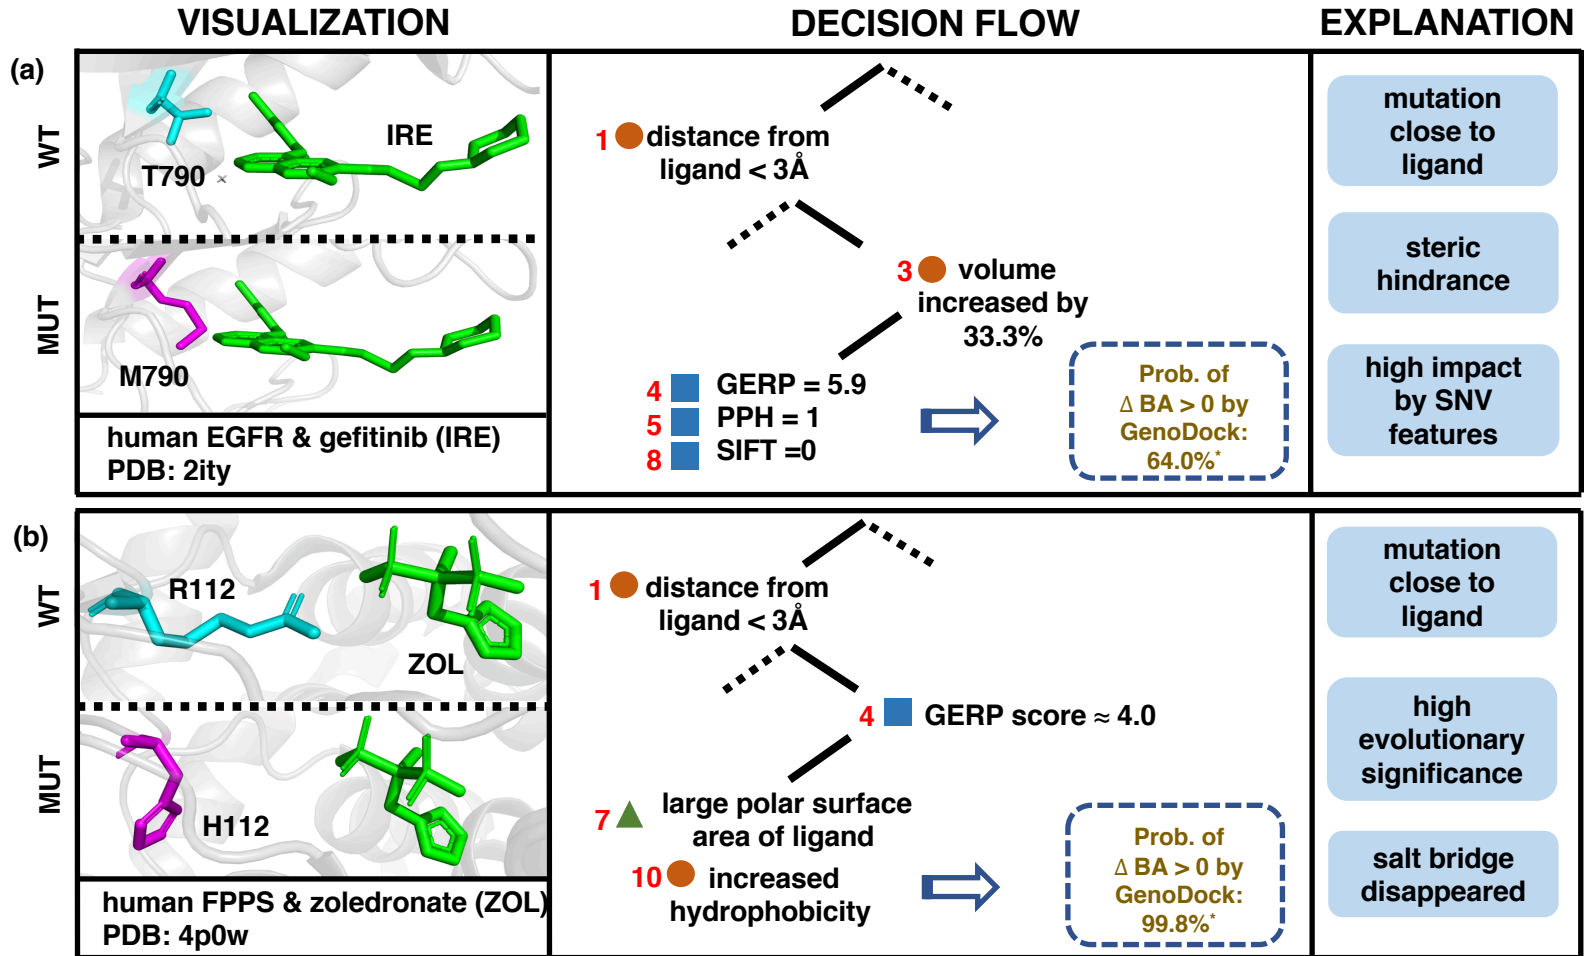 VISUALIZATION
DECISION FLOW
EXPLANATION
(a)
WT
MUT
T790
IRE
M790
human EGFR & gefitinib (IRE)
PDB: 2ity
1 distance from
ligand < 3Å
3 volume
increased by
33.3%
4 GERP = 5.9
5 PPH = 1
8 SIFT =0
Prob. of
Δ BA > 0 by
GenoDock:
64.0%*
mutation
close to
ligand
steric
hindrance
high impact
by SNV
features
(b)
WT
MUT
R112
ZOL
H112
human FPPS & zoledronate (ZOL)
PDB: 4p0w
1 distance from
ligand < 3Å
4 GERP score ≈ 4.0
7 large polar surface
area of ligand
10 increased
hydrophobicity
Prob. of
Δ BA > 0 by
GenoDock:
99.8%*
mutation
close to
ligand
high
evolutionary
significance
salt bridge
disappeared